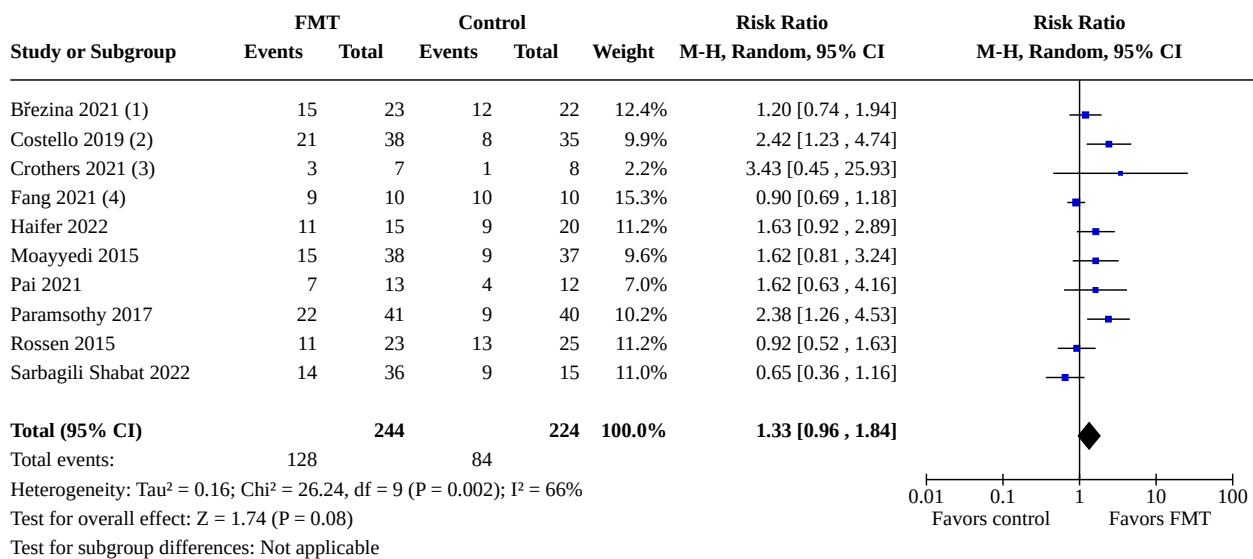 FMT Control Risk Ratio Risk Ratio
Study or Subgroup Events Total Events Total Weight M-H, Random, 95% CI M-H, Random, 95% CI
Březina 2021 (1) 15 23 12 22 12.4% 1.20 [0.74 , 1.94]
Costello 2019 (2) 21 38 8 35 9.9% 2.42 [1.23 , 4.74]
Crothers 2021 (3) 3 7 1 8 2.2% 3.43 [0.45 , 25.93]
Fang 2021 (4) 9 10 10 10 15.3% 0.90 [0.69 , 1.18]
Haifer 2022 11 15 9 20 11.2% 1.63 [0.92 , 2.89]
Moayyedi 2015 15 38 9 37 9.6% 1.62 [0.81 , 3.24]
Pai 2021 7 13 4 12 7.0% 1.62 [0.63 , 4.16]
Paramsothy 2017 22 41 9 40 10.2% 2.38 [1.26 , 4.53]
Rossen 2015 11 23 13 25 11.2% 0.92 [0.52 , 1.63]
Sarbagili Shabat 2022 14 36 9 15 11.0% 0.65 [0.36 , 1.16]
Total (95% CI) 244 224 100.0% 1.33 [0.96 , 1.84]
Total events: 128 84
Heterogeneity: Tau² = 0.16; Chi² = 26.24, df = 9 (P = 0.002); I² = 66%
Test for overall effect: Z = 1.74 (P = 0.08)
Test for subgroup differences: Not applicable
0.01 0.1 1 10 100
Favors control Favors FMT